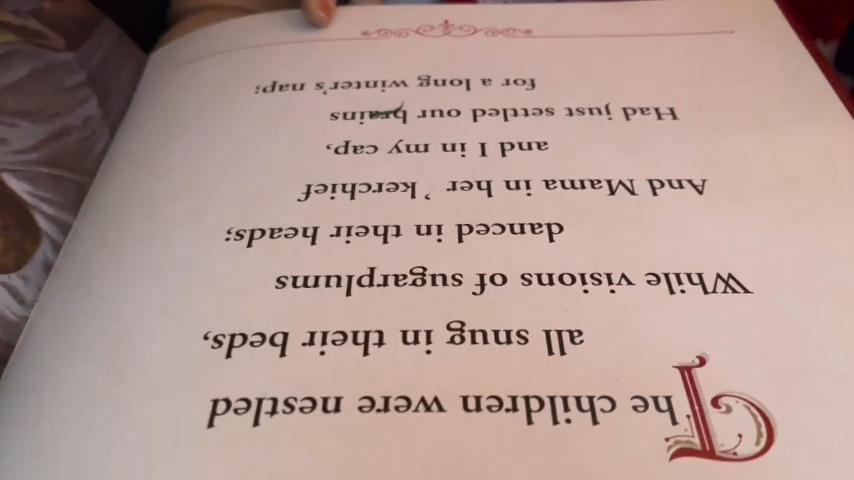 The children were nestled
all snug in their beds,
While visions of sugarplums
danced in their heads;
And Mama in her ’kerchief
and I in my cap,
Had just settled our brains
for a long winter's nap;